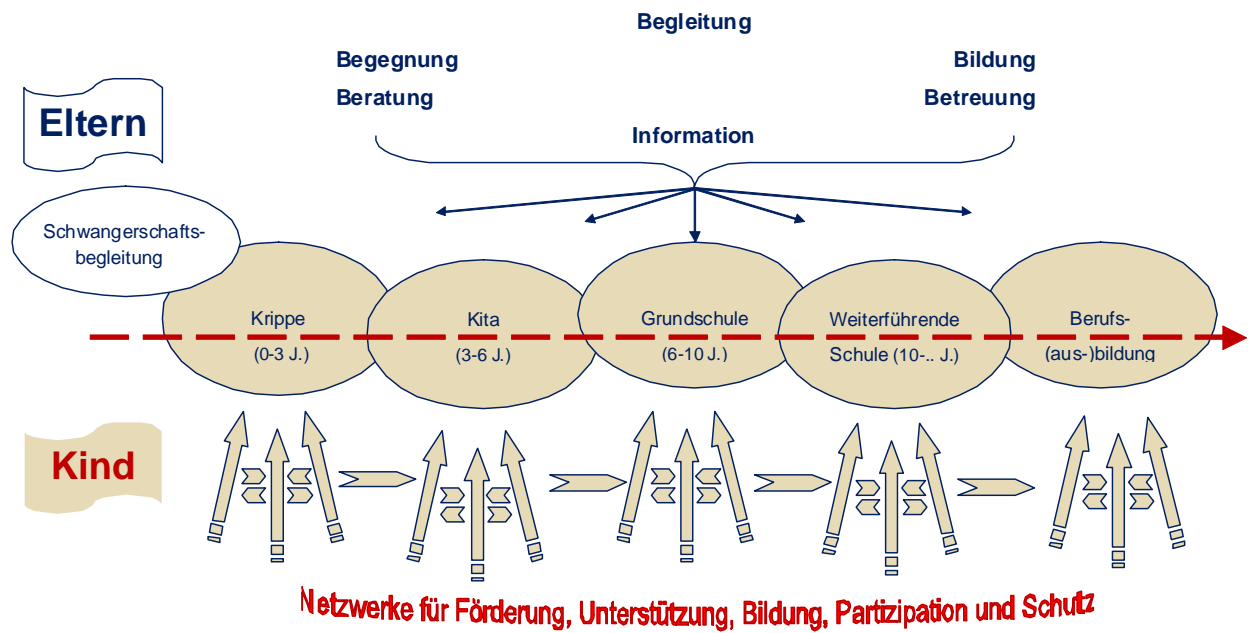 Begleitung
Begegnung
Bildung
Beratung
Betreuung
Eltern
Information
Schwangerschafts-
begleitung
Krippe
(0-3 J.)
Kita
(3-6 J.)
Grundschule
(6-10 J.)
Weiterführende
Schule (10-.. J.)
Berufs-
(aus-)bildung
Kind
Netzwerke für Förderung, Unterstützung, Bildung, Partizipation und Schutz